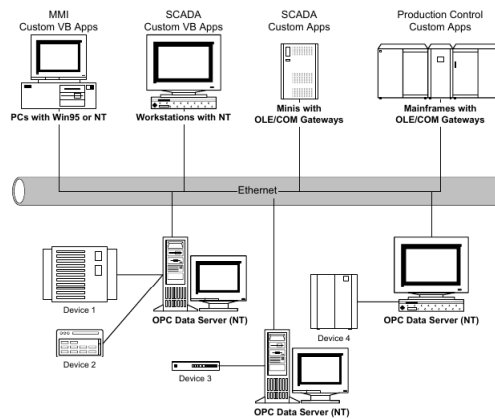 MMI
Custom VB Apps
SCADA
Custom VB Apps
SCADA
Custom Apps
Production Control
Custom Apps
PCs with Win95 or NT
Workstations with NT
Minis with
OLE/COM Gateways
Mainframes with
OLE/COM Gateways
Ethernet
Device 1
OPC Data Server (NT)
Device 2
Device 3
OPC Data Server (NT)
Device 4
OPC Data Server (NT)